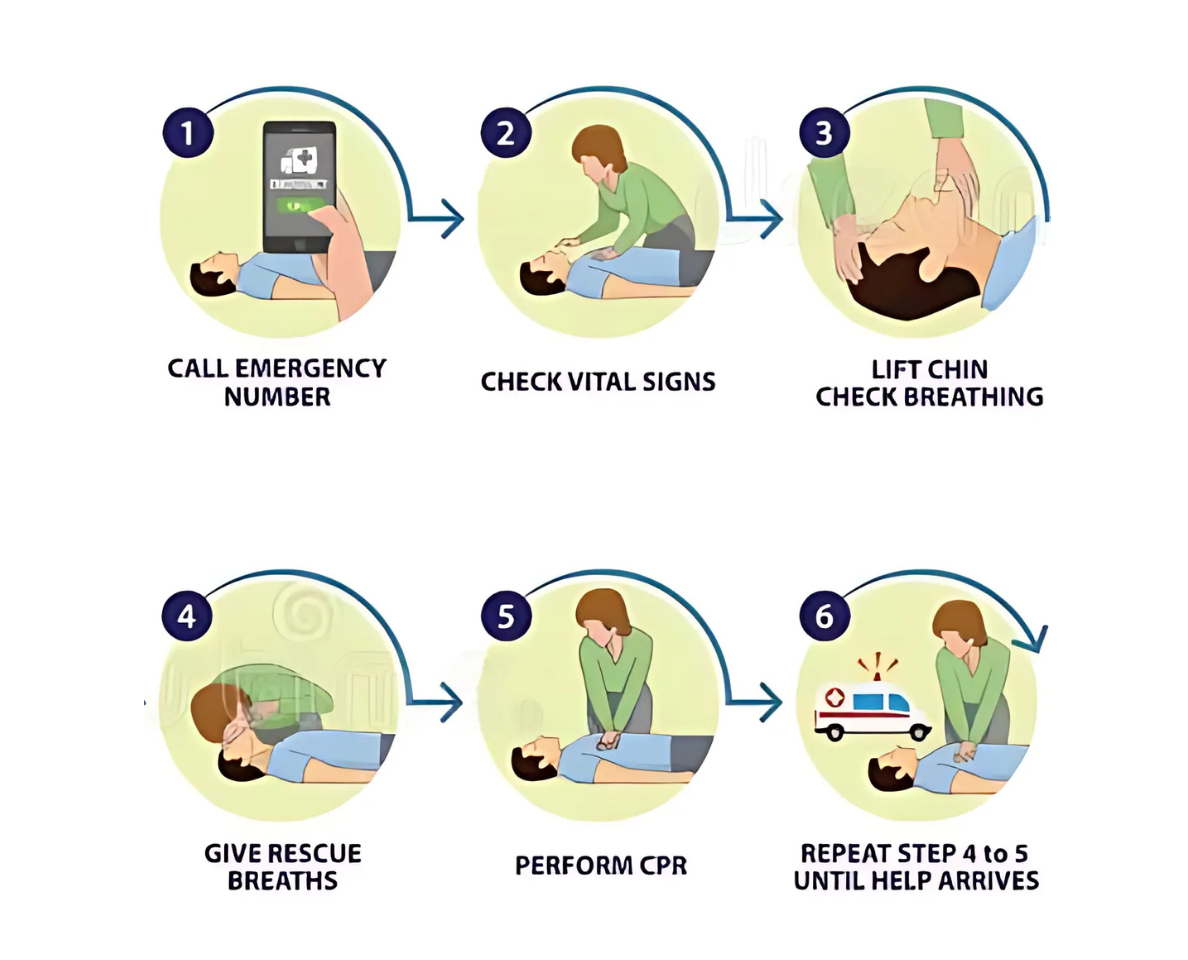 1
2
3
CALL EMERGENCY
NUMBER
CHECK VITAL SIGNS
LIFT CHIN
CHECK BREATHING
4
5
6
GIVE RESCUE
BREATHS
PERFORM CPR
REPEAT STEP 4 to 5
UNTIL HELP ARRIVES